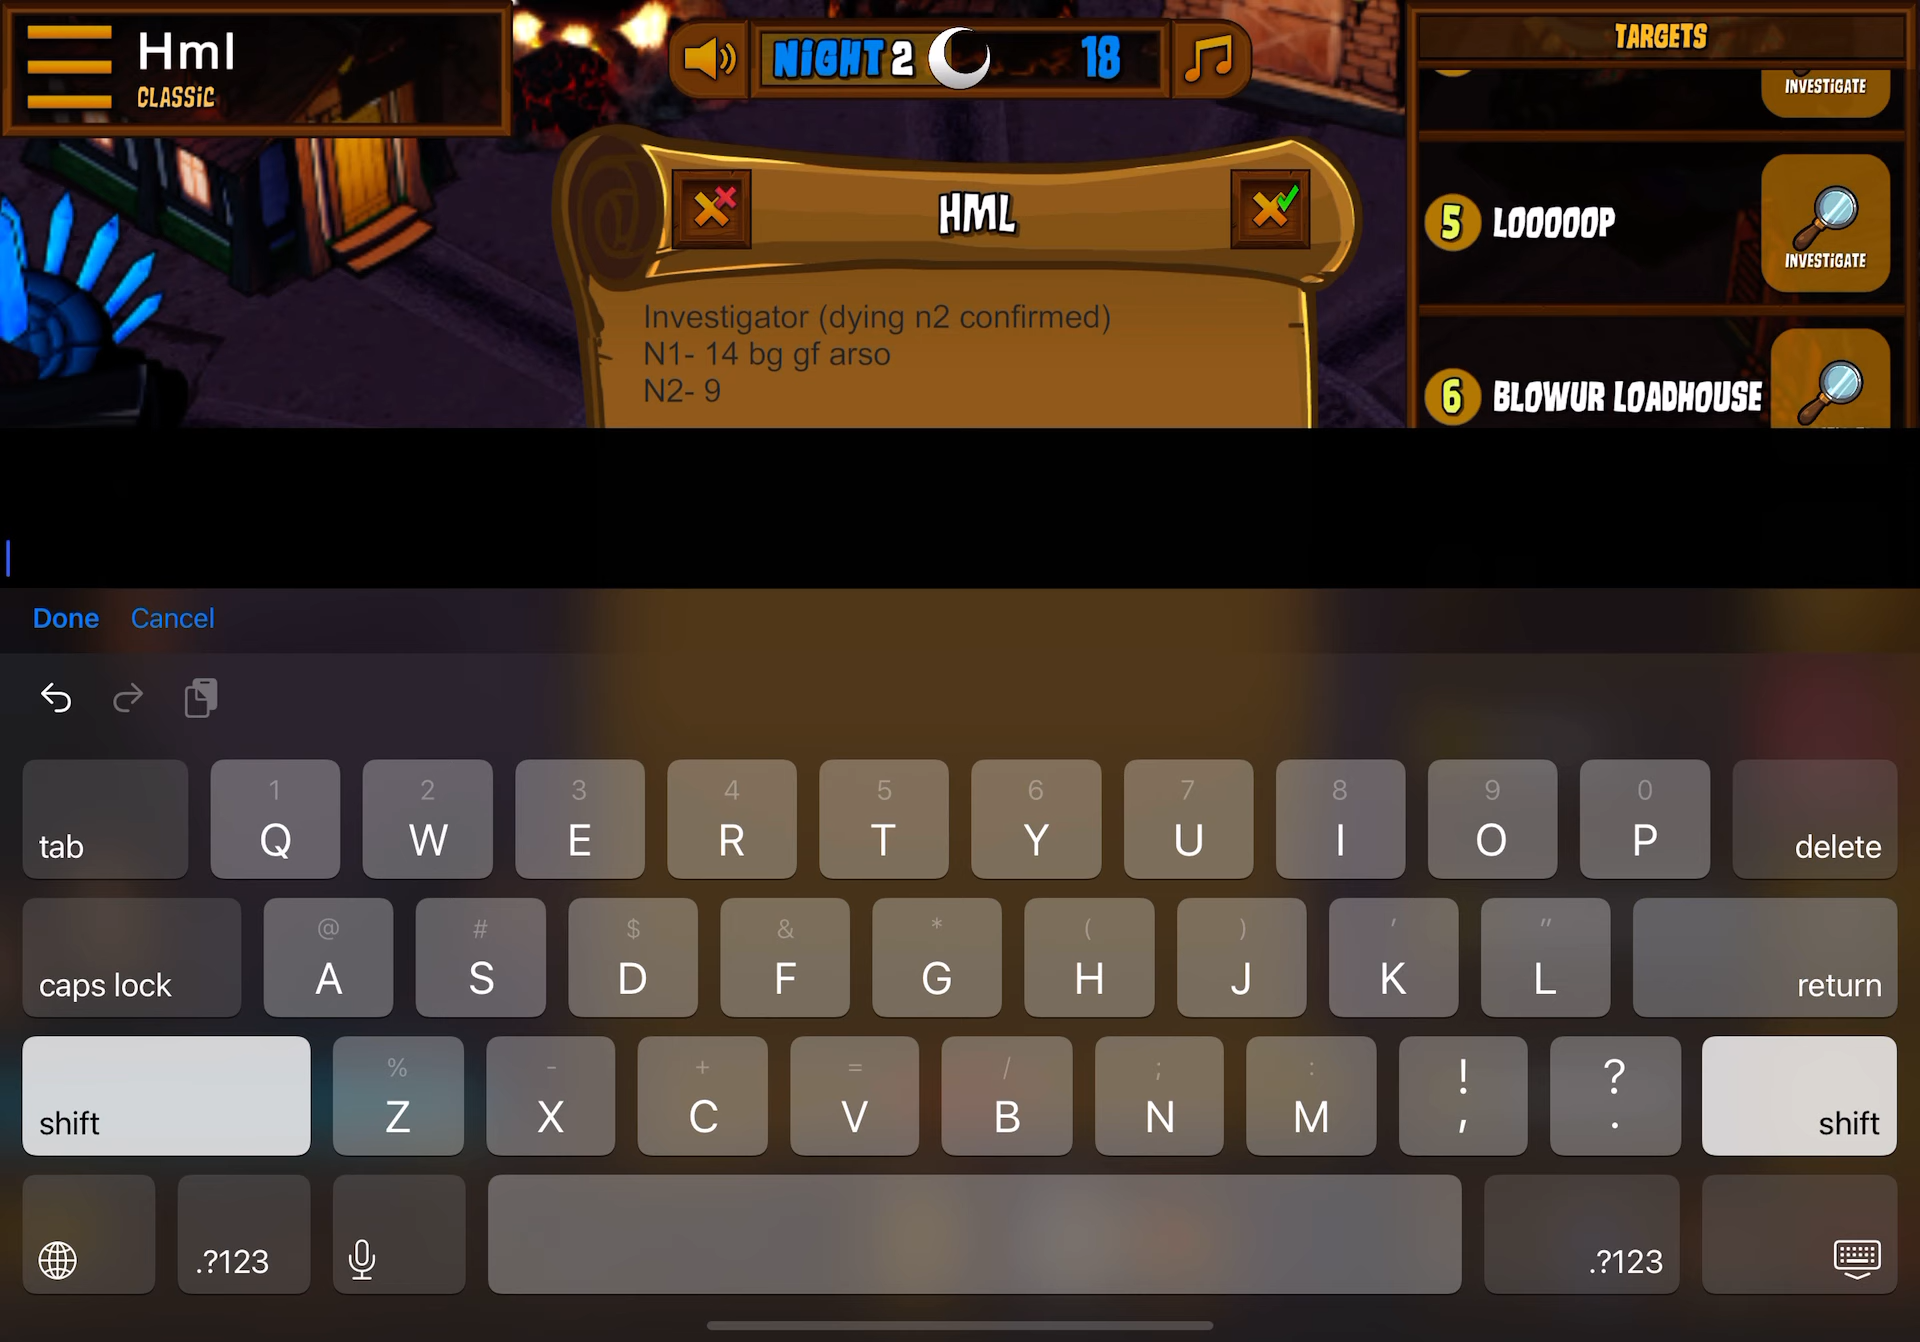 Hml
CLASSIC
NIGHT 2
18
TARGETS
INVESTIGATE
5 LOOOOOP
INVESTIGATE
6 BLOWUR LOADHOUSE
HML
Investigator (dying n2 confirmed)
N1- 14 bg gf arso
N2- 9
Done Cancel
tab 1 Q 2 W 3 E 4 R 5 T 6 Y 7 U 8 I 9 O 0 P delete
caps lock @ A # S $ D & F * G ( H ) J ' K " L return
shift % Z - X + C = V / B ; N : M ! , ? . shift
.?123 .?123